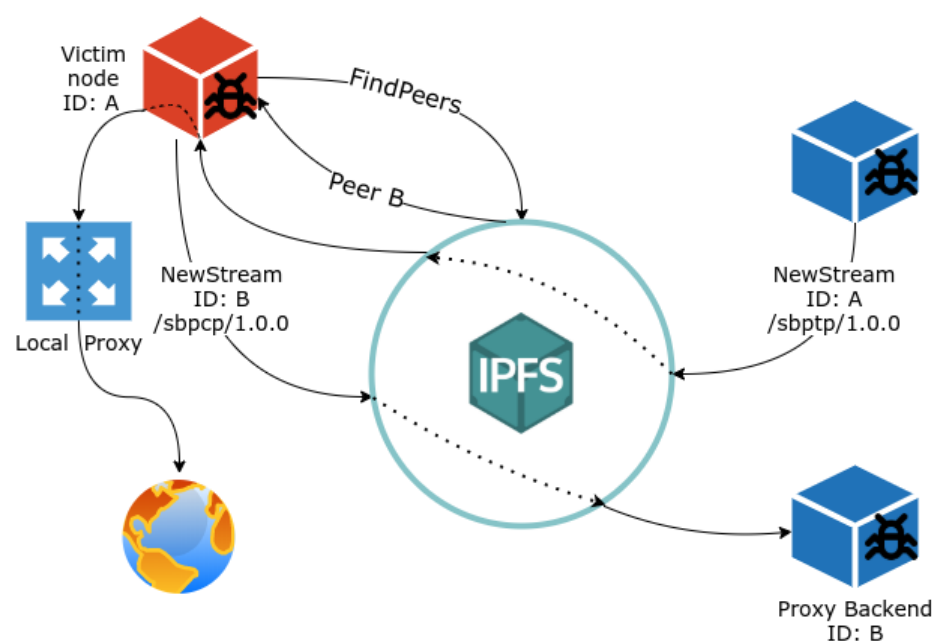 Victim
node
ID: A
FindPeers
Peer B
NewStream
ID: B
/sbpcp/1.0.0
NewStream
ID: A
/sbptp/1.0.0
Local Proxy
IPFS
Proxy Backend
ID: B